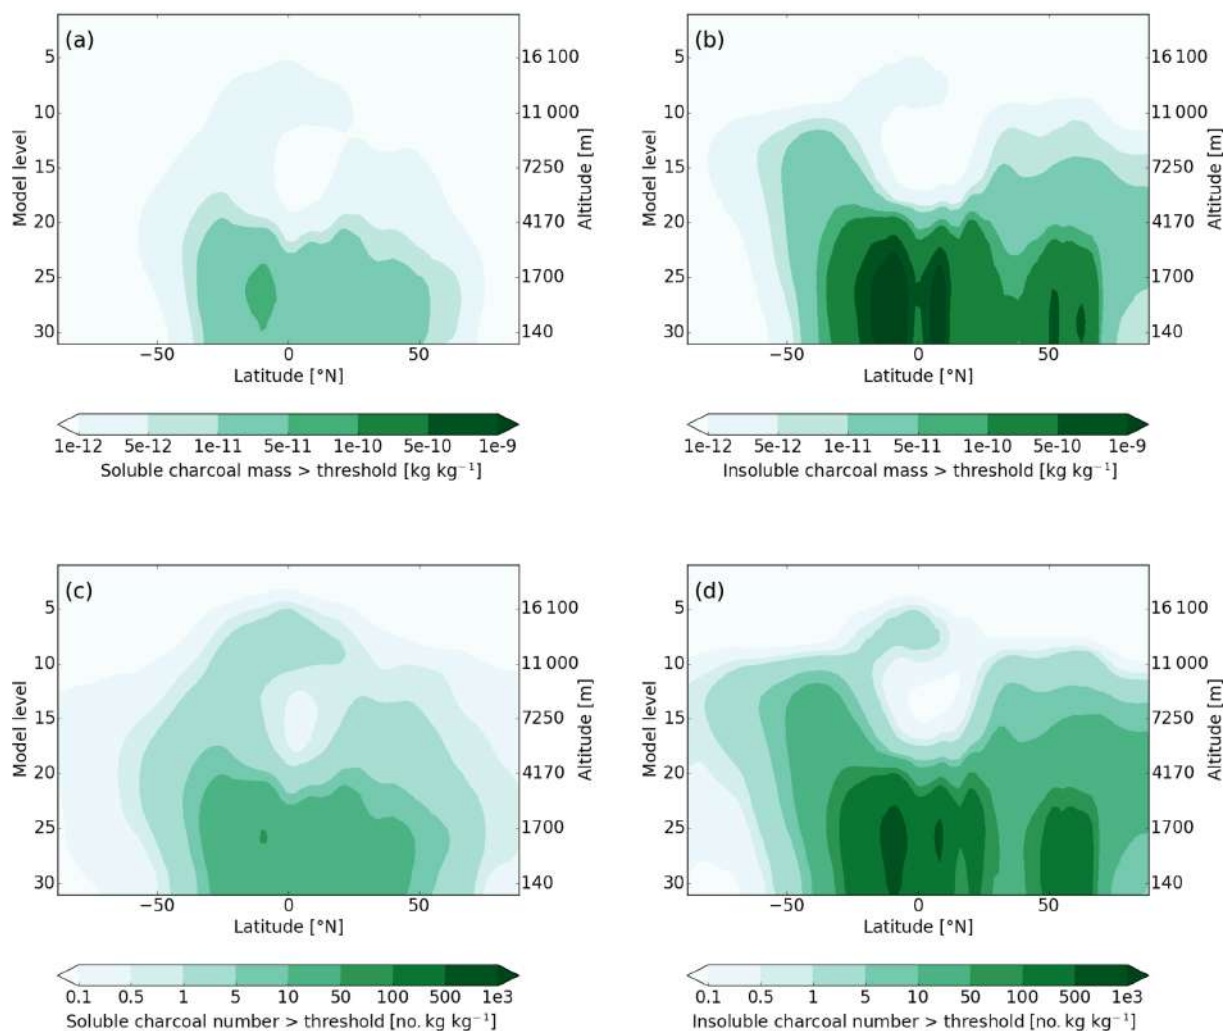 (a)
5
10
15
20
25
30
Model level
16 100
11 000
7250
4170
1700
140
Altitude [m]
−50
0
50
Latitude [°N]
1e-12 5e-12 1e-11 5e-11 1e-10 5e-10 1e-9
Soluble charcoal mass > threshold [kg kg⁻¹]
(b)
5
10
15
20
25
30
Model level
16 100
11 000
7250
4170
1700
140
Altitude [m]
−50
0
50
Latitude [°N]
1e-12 5e-12 1e-11 5e-11 1e-10 5e-10 1e-9
Insoluble charcoal mass > threshold [kg kg⁻¹]
(c)
5
10
15
20
25
30
Model level
16 100
11 000
7250
4170
1700
140
Altitude [m]
−50
0
50
Latitude [°N]
0.1 0.5 1 5 10 50 100 500 1e3
Soluble charcoal number > threshold [no. kg kg⁻¹]
(d)
5
10
15
20
25
30
Model level
16 100
11 000
7250
4170
1700
140
Altitude [m]
−50
0
50
Latitude [°N]
0.1 0.5 1 5 10 50 100 500 1e3
Insoluble charcoal number > threshold [no. kg kg⁻¹]